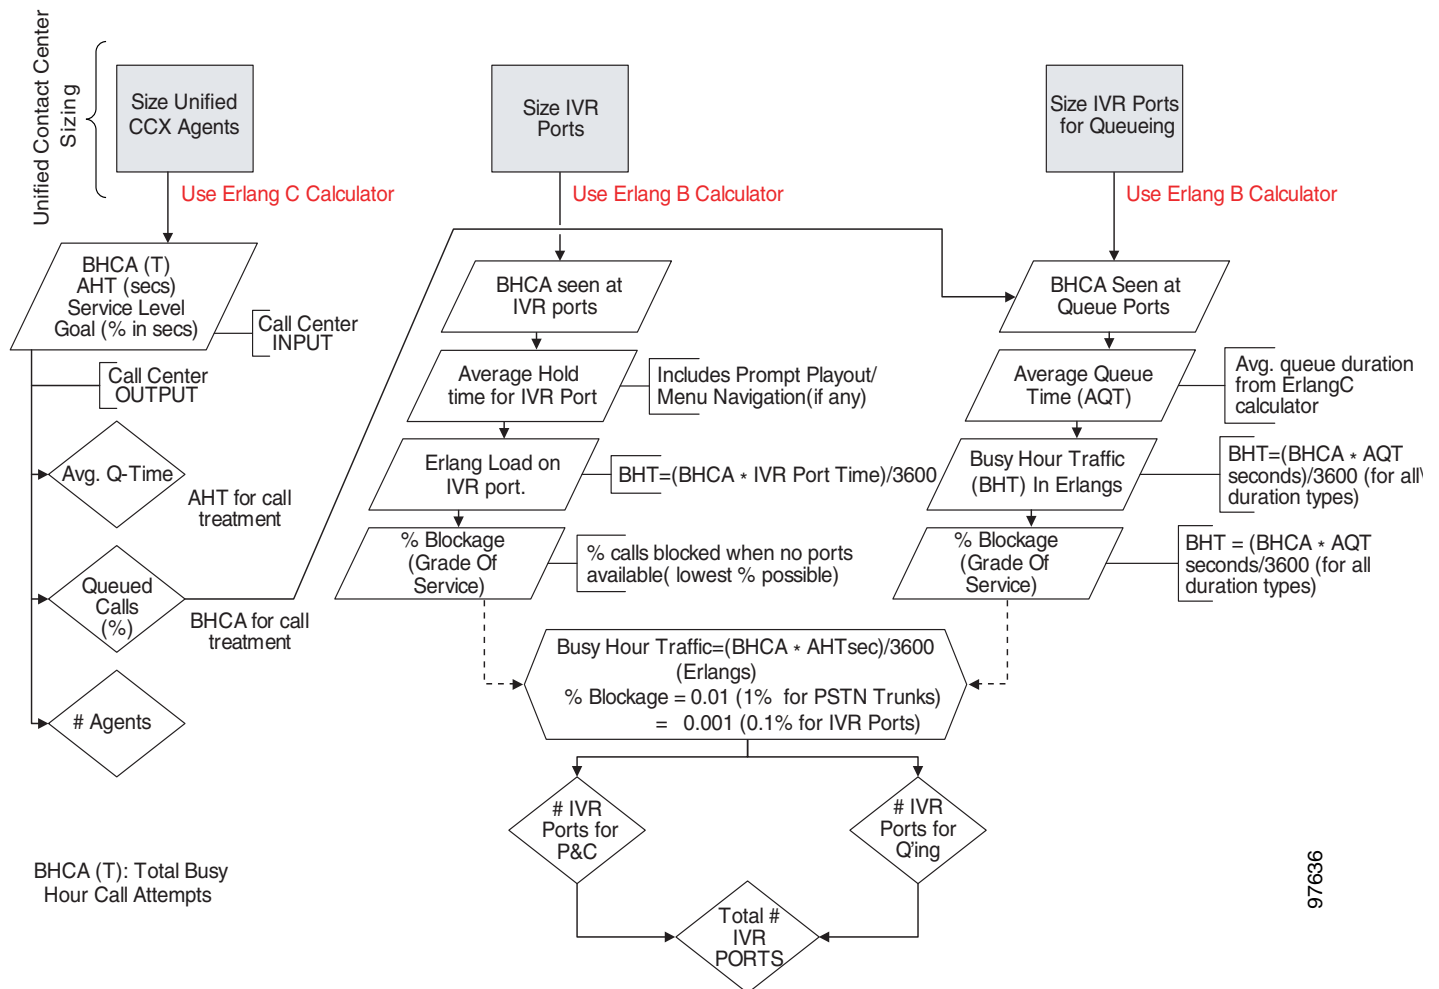 Unified Contact Center
Sizing
Size Unified
CCX Agents
Use Erlang C Calculator
BHCA (T)
AHT (secs)
Service Level
Goal (% in secs)
Call Center
INPUT
Call Center
OUTPUT
Avg. Q-Time
AHT for call
treatment
Queued
Calls
(%)
BHCA for call
treatment
# Agents
BHCA (T): Total Busy
Hour Call Attempts
Size IVR
Ports
Use Erlang B Calculator
BHCA seen at
IVR ports
Average Hold
time for IVR Port
Includes Prompt Playout/
Menu Navigation(if any)
Erlang Load on
IVR port.
BHT=(BHCA * IVR Port Time)/3600
% Blockage
(Grade Of
Service)
% calls blocked when no ports
available( lowest % possible)
Size IVR Ports
for Queueing
Use Erlang B Calculator
BHCA Seen at
Queue Ports
Average Queue
Time (AQT)
Avg. queue duration
from ErlangC
calculator
Busy Hour Traffic
(BHT) In Erlangs
BHT=(BHCA * AQT
seconds)/3600 (for all
duration types)
% Blockage
(Grade Of
Service)
BHT = (BHCA * AQT
seconds/3600 (for all
duration types)
Busy Hour Traffic=(BHCA * AHTsec)/3600
(Erlangs)
% Blockage = 0.01 (1% for PSTN Trunks)
= 0.001 (0.1% for IVR Ports)
# IVR
Ports for
P&C
# IVR
Ports for
Q'ing
Total #
IVR
PORTS
97636